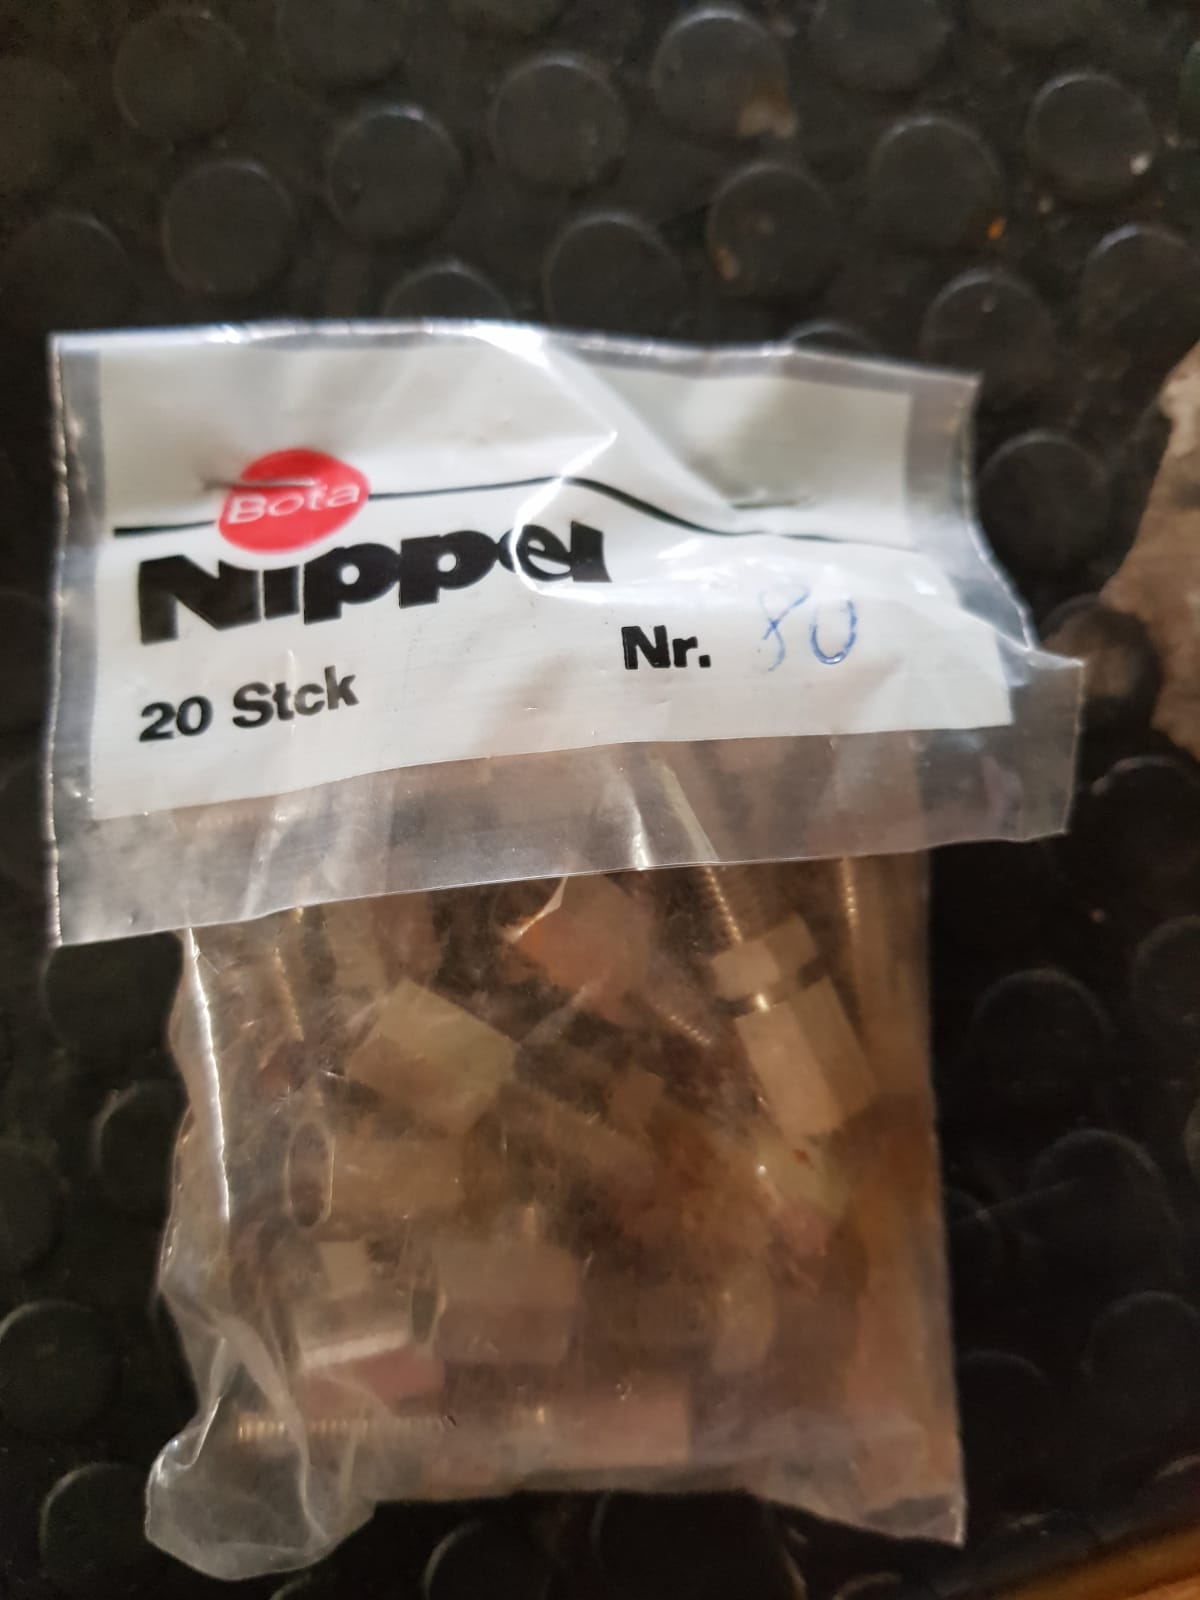 Bota
Nippel
Nr. 80
20 Stck